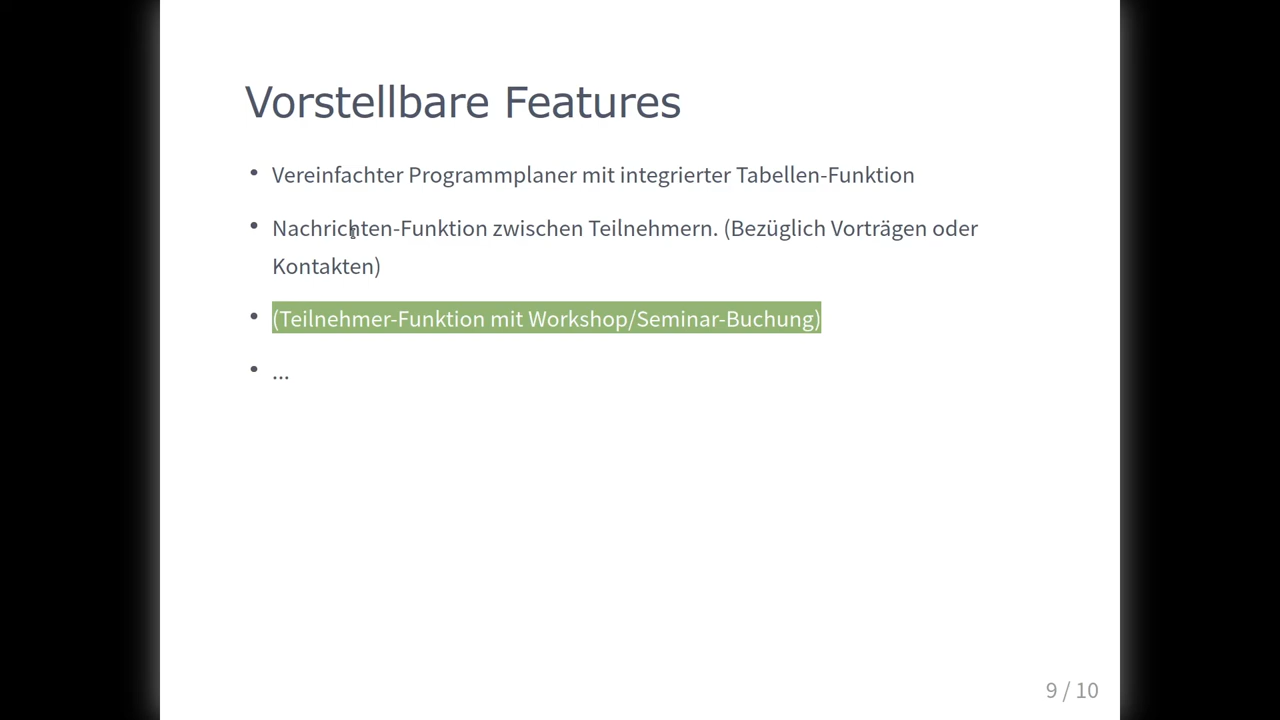 Vorstellbare Features
• Vereinfachter Programmplaner mit integrierter Tabellen-Funktion
• Nachrichten-Funktion zwischen Teilnehmern. (Bezüglich Vorträgen oder
Kontakten)
• (Teilnehmer-Funktion mit Workshop/Seminar-Buchung)
• ...
9 / 10